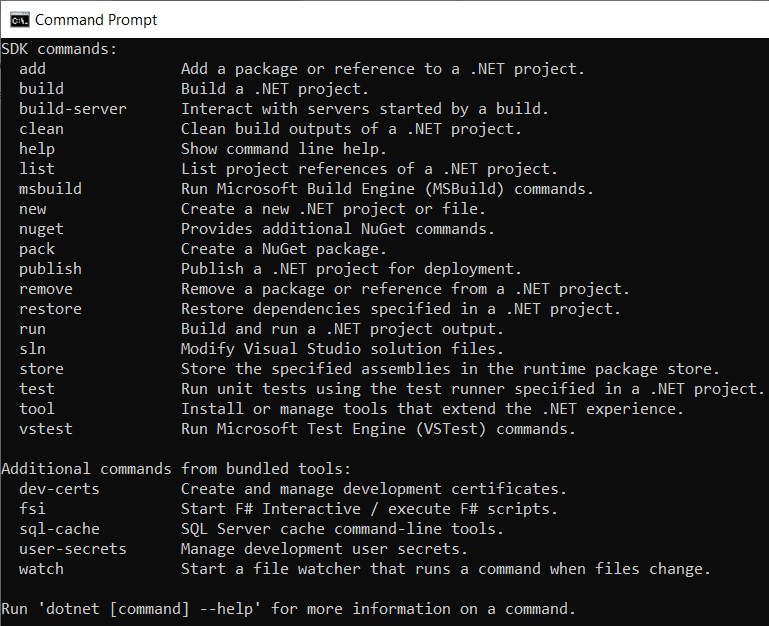 Command Prompt
SDK commands:
add Add a package or reference to a .NET project.
build Build a .NET project.
build-server Interact with servers started by a build.
clean Clean build outputs of a .NET project.
help Show command line help.
list List project references of a .NET project.
msbuild Run Microsoft Build Engine (MSBuild) commands.
new Create a new .NET project or file.
nuget Provides additional NuGet commands.
pack Create a NuGet package.
publish Publish a .NET project for deployment.
remove Remove a package or reference from a .NET project.
restore Restore dependencies specified in a .NET project.
run Build and run a .NET project output.
sln Modify Visual Studio solution files.
store Store the specified assemblies in the runtime package store.
test Run unit tests using the test runner specified in a .NET project.
tool Install or manage tools that extend the .NET experience.
vstest Run Microsoft Test Engine (VSTest) commands.
Additional commands from bundled tools:
dev-certs Create and manage development certificates.
fsi Start F# Interactive / execute F# scripts.
sql-cache SQL Server cache command-line tools.
user-secrets Manage development user secrets.
watch Start a file watcher that runs a command when files change.
Run 'dotnet [command] --help' for more information on a command.